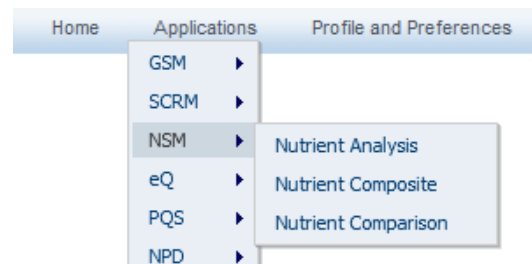 Home Applications Profile and Preferences
GSM
SCRM
NSM
eQ
PQS
NPD
Nutrient Analysis
Nutrient Composite
Nutrient Comparison